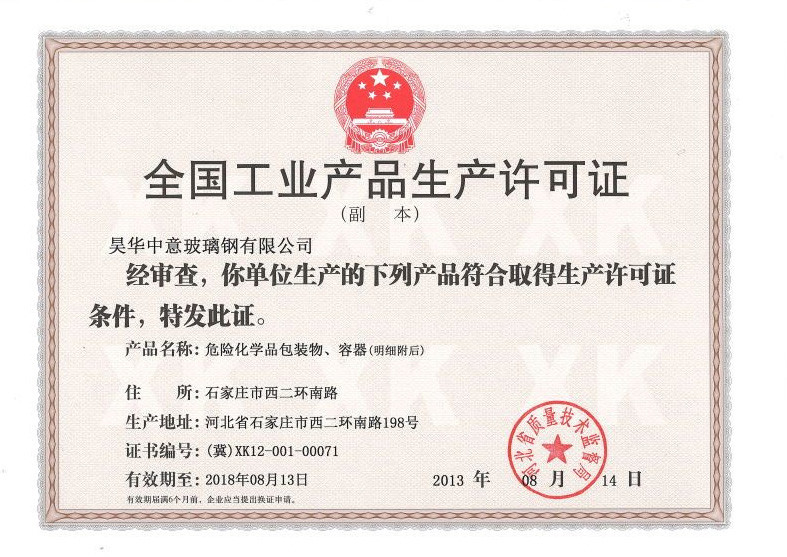 全国工业产品生产许可证
（副 本）
昊华中意玻璃钢有限公司
经审查，你单位生产的下列产品符合取得生产许可证
条件，特发此证。
产品名称：危险化学品包装物、容器(明细附后)
住 所：石家庄市西二环南路
生产地址：河北省石家庄市西二环南路198号
证书编号：(冀)XK12-001-00071
有效期至：2018年08月13日
2013 年 08 月 14 日
有效期届满6个月前，企业应当提出换证申请。
河北省质量技术监督局
XK XK XK
XK XK XK